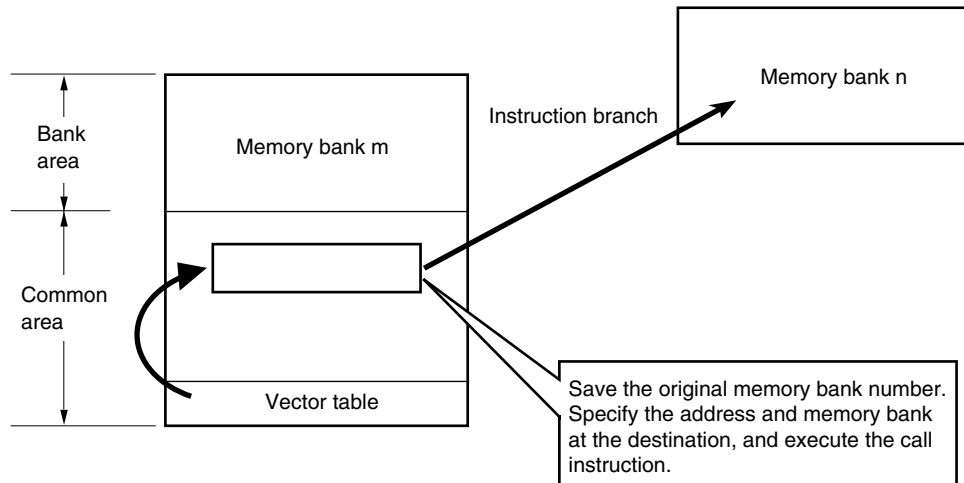 Memory bank n
Instruction branch
Bank
area
Memory bank m
Common
area
Vector table
Save the original memory bank number.
Specify the address and memory bank
at the destination, and execute the call
instruction.